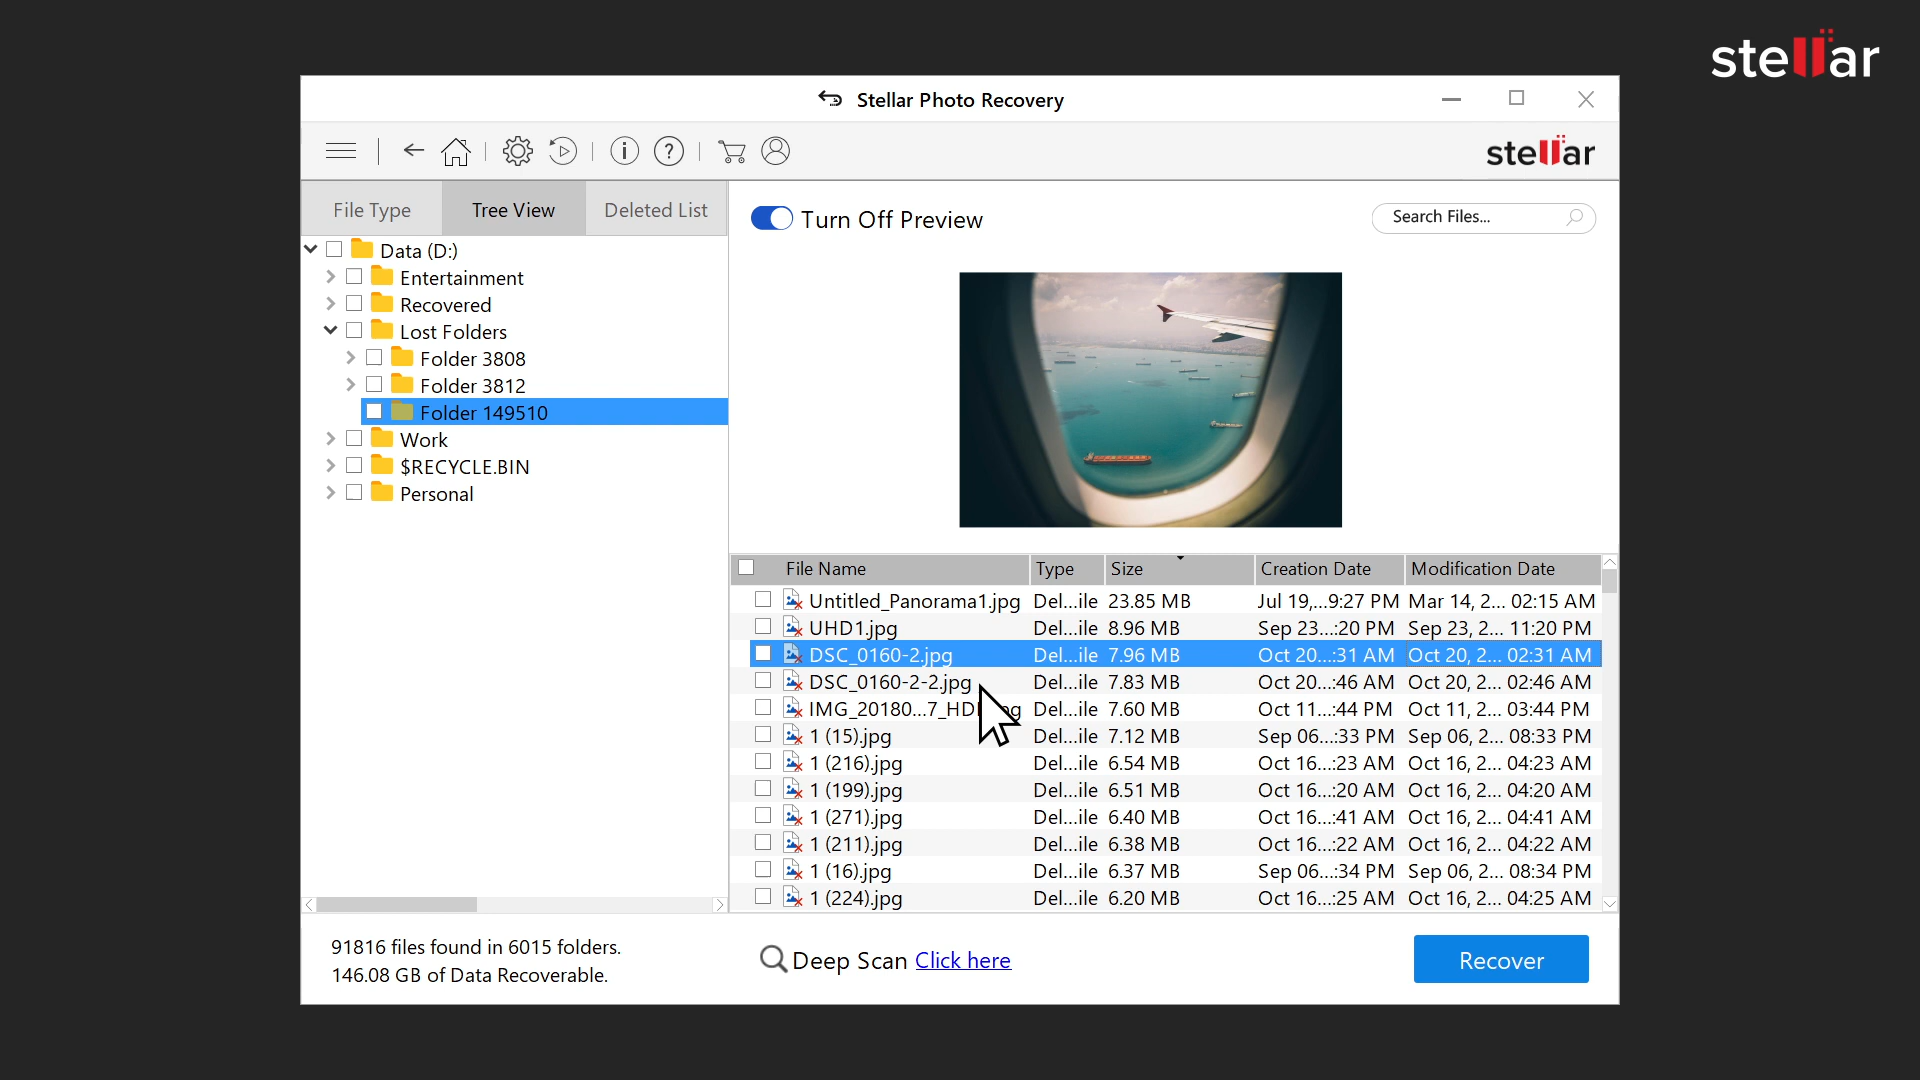 stellar
Stellar Photo Recovery
stellar
File Type Tree View Deleted List
Turn Off Preview
Search Files...
Data (D:)
Entertainment
Recovered
Lost Folders
Folder 3808
Folder 3812
Folder 149510
Work
$RECYCLE.BIN
Personal
File Name Type Size Creation Date Modification Date
Untitled_Panorama1.jpg Del...ile 23.85 MB Jul 19,...9:27 PM Mar 14, 2... 02:15 AM
UHD1.jpg Del...ile 8.96 MB Sep 23...:20 PM Sep 23, 2... 11:20 PM
DSC_0160-2.jpg Del...ile 7.96 MB Oct 20...:31 AM Oct 20, 2... 02:31 AM
DSC_0160-2-2.jpg Del...ile 7.83 MB Oct 20...:46 AM Oct 20, 2... 02:46 AM
IMG_20180...7_HD Del...ile 7.60 MB Oct 11...:44 PM Oct 11, 2... 03:44 PM
1 (15).jpg Del...ile 7.12 MB Sep 06...:33 PM Sep 06, 2... 08:33 PM
1 (216).jpg Del...ile 6.54 MB Oct 16...:23 AM Oct 16, 2... 04:23 AM
1 (199).jpg Del...ile 6.51 MB Oct 16...:20 AM Oct 16, 2... 04:20 AM
1 (271).jpg Del...ile 6.40 MB Oct 16...:41 AM Oct 16, 2... 04:41 AM
1 (211).jpg Del...ile 6.38 MB Oct 16...:22 AM Oct 16, 2... 04:22 AM
1 (16).jpg Del...ile 6.37 MB Sep 06...:34 PM Sep 06, 2... 08:34 PM
1 (224).jpg Del...ile 6.20 MB Oct 16...:25 AM Oct 16, 2... 04:25 AM
91816 files found in 6015 folders.
146.08 GB of Data Recoverable.
Deep Scan Click here
Recover